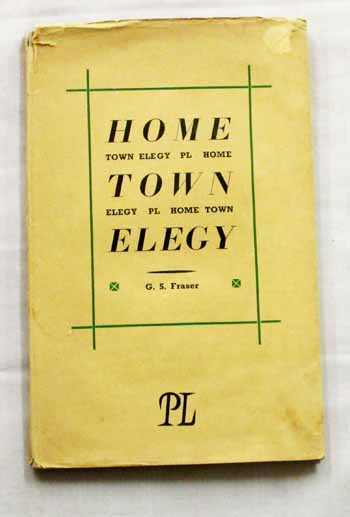 HOME
TOWN ELEGY PL HOME
TOWN
ELEGY PL HOME TOWN
ELEGY
G. S. Fraser
PL